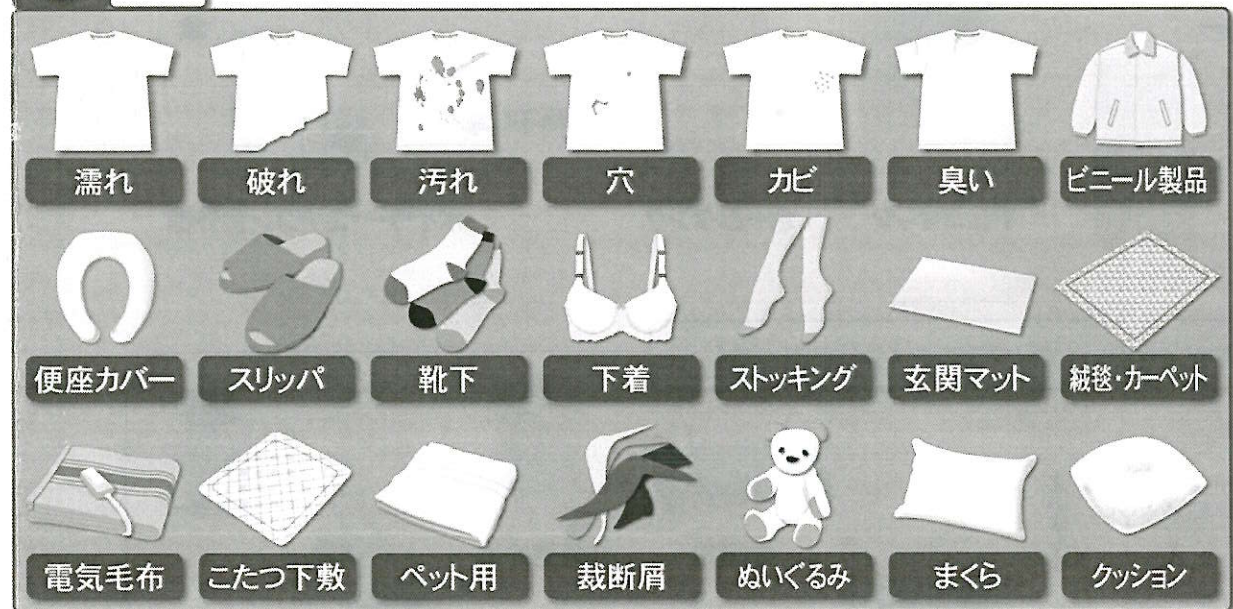 濡れ
破れ
汚れ
穴
カビ
臭い
ビニール製品
便座カバー
スリッパ
靴下
下着
ストッキング
玄関マット
絨毯・カーペット
電気毛布
こたつ下敷
ペット用
裁断屑
ぬいぐるみ
まくら
クッション